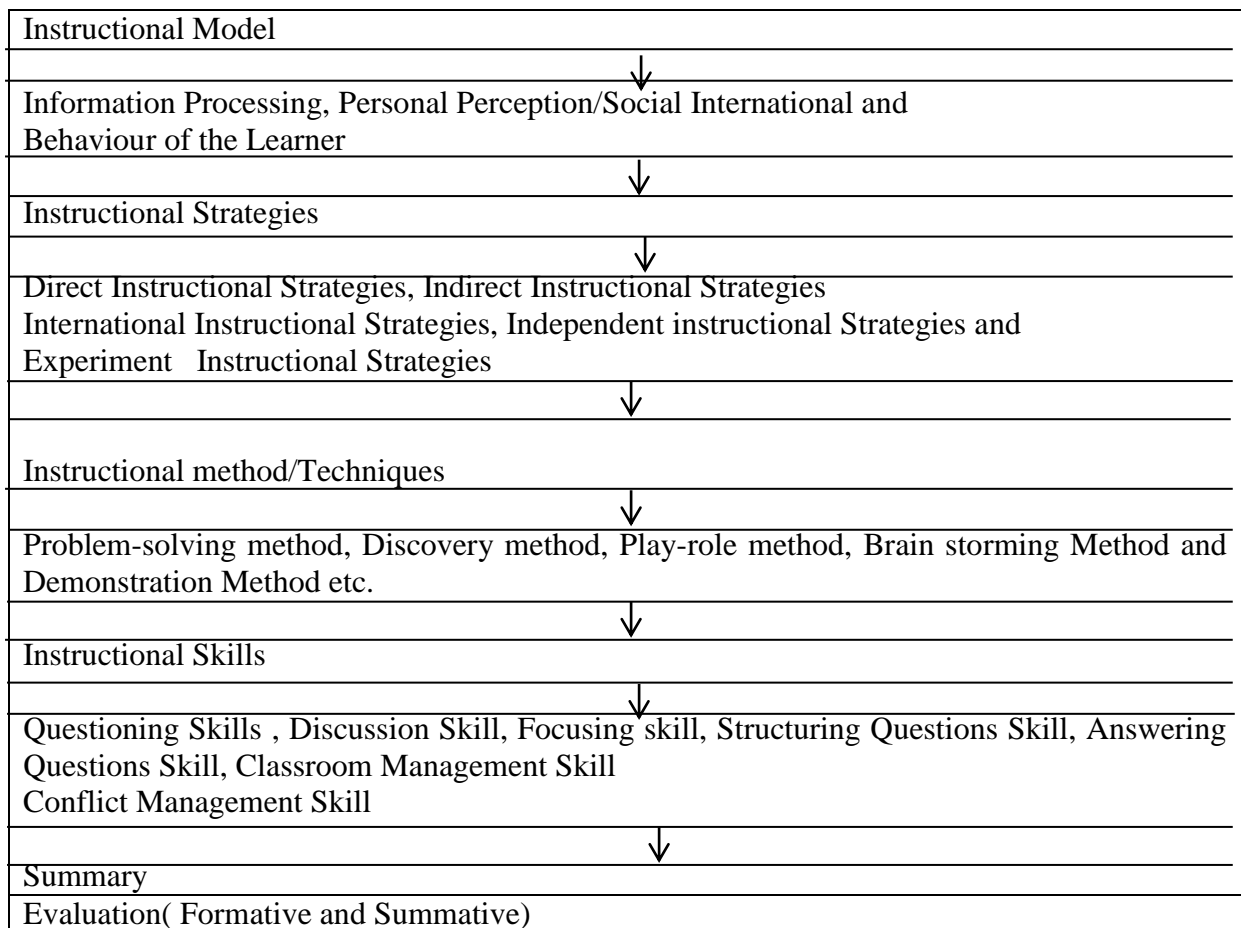 Instructional Model
Information Processing, Personal Perception/Social International and
Behaviour of the Learner
Instructional Strategies
Direct Instructional Strategies, Indirect Instructional Strategies
International Instructional Strategies, Independent instructional Strategies and
Experiment Instructional Strategies
Instructional method/Techniques
Problem-solving method, Discovery method, Play-role method, Brain storming Method and
Demonstration Method etc.
Instructional Skills
Questioning Skills , Discussion Skill, Focusing skill, Structuring Questions Skill, Answering
Questions Skill, Classroom Management Skill
Conflict Management Skill
Summary
Evaluation( Formative and Summative)